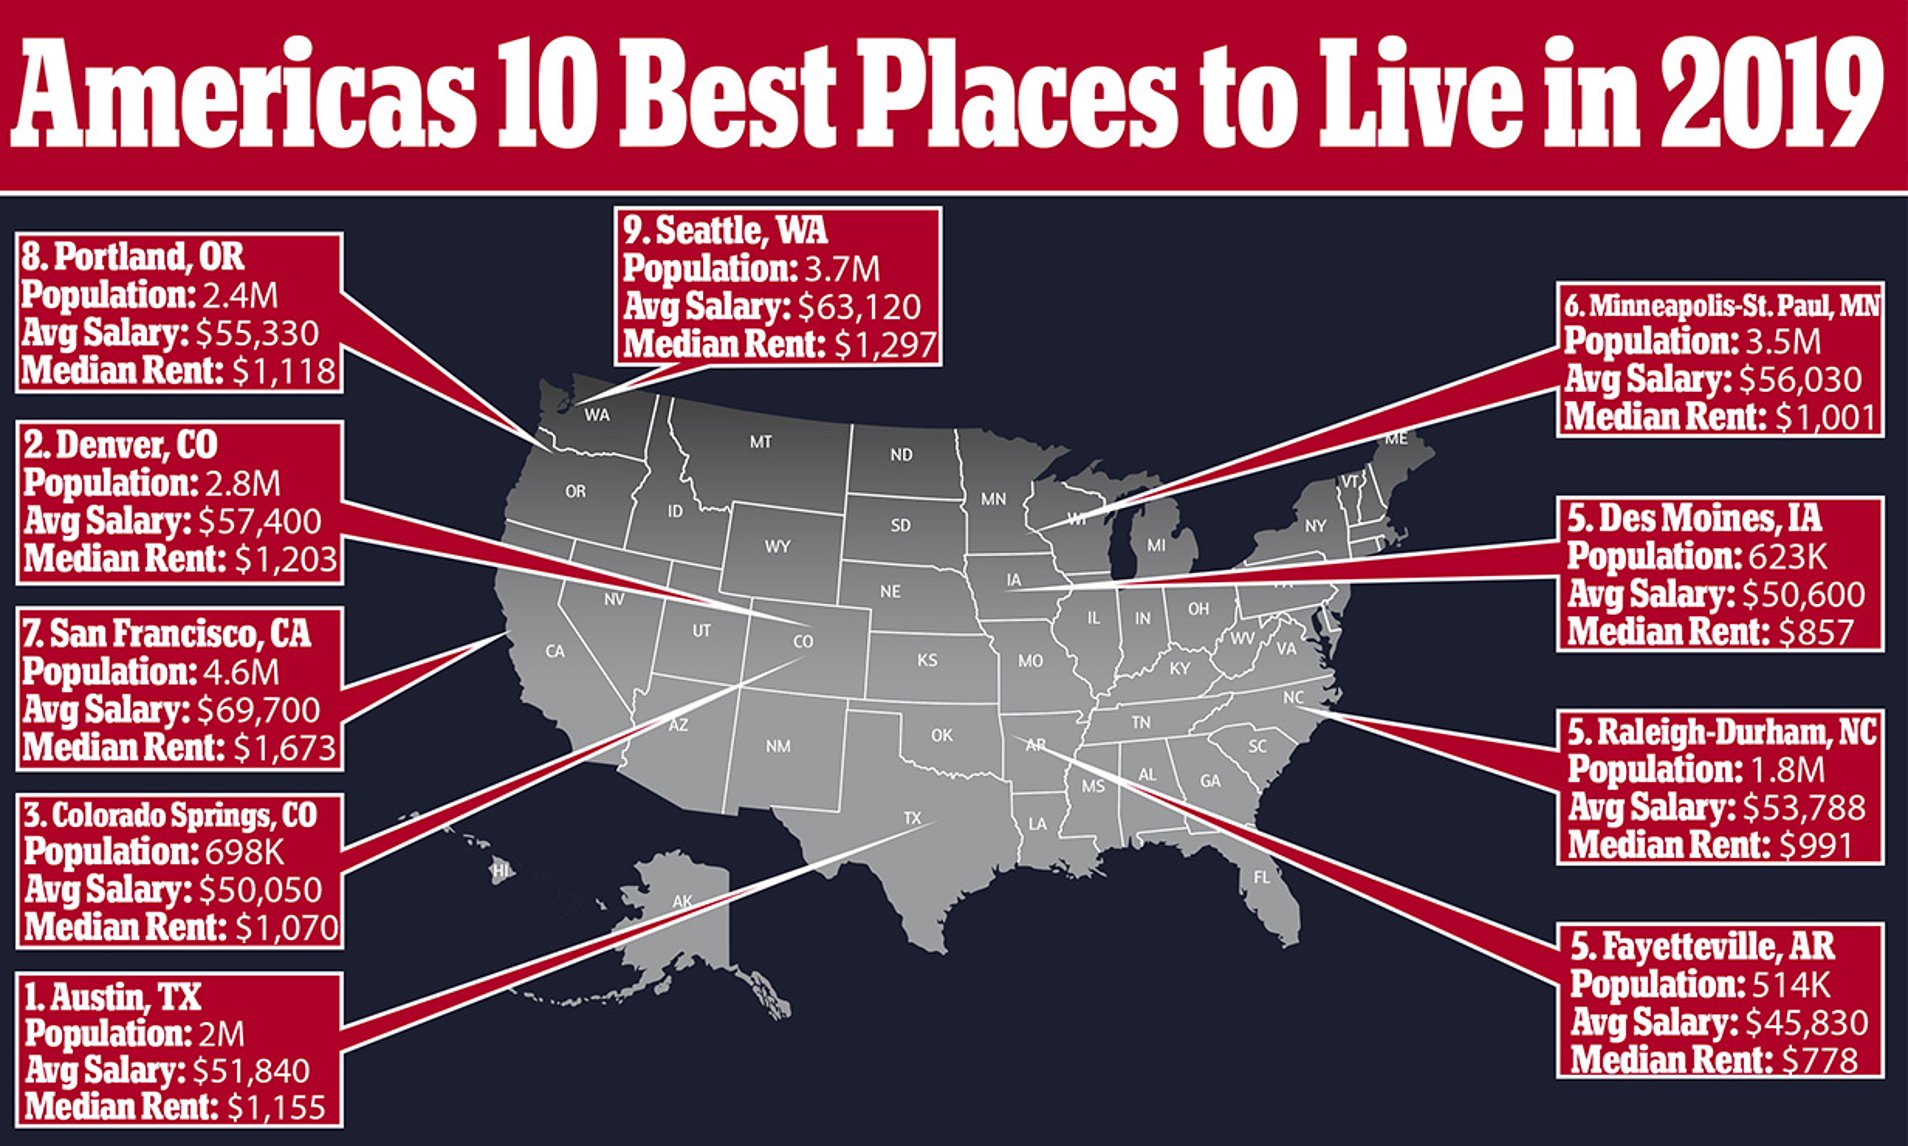 Americas 10 Best Places to Live in 2019
8. Portland, OR
Population: 2.4M
Avg Salary: $55,330
Median Rent: $1,118
9. Seattle, WA
Population: 3.7M
Avg Salary: $63,120
Median Rent: $1,297
6. Minneapolis-St. Paul, MN
Population: 3.5M
Avg Salary: $56,030
Median Rent: $1,001
2. Denver, CO
Population: 2.8M
Avg Salary: $57,400
Median Rent: $1,203
5. Des Moines, IA
Population: 623K
Avg Salary: $50,600
Median Rent: $857
7. San Francisco, CA
Population: 4.6M
Avg Salary: $69,700
Median Rent: $1,673
5. Raleigh-Durham, NC
Population: 1.8M
Avg Salary: $53,788
Median Rent: $991
3. Colorado Springs, CO
Population: 698K
Avg Salary: $50,050
Median Rent: $1,070
5. Fayetteville, AR
Population: 514K
Avg Salary: $45,830
Median Rent: $778
1. Austin, TX
Population: 2M
Avg Salary: $51,840
Median Rent: $1,155
WA
MT
ND
MN
ME
VT
OR
ID
SD
WI
NY
WY
MI
NV
NE
IA
PA
IL
IN
OH
CA
UT
CO
KS
MO
KY
WV
VA
AZ
NM
OK
AR
TN
NC
SC
TX
LA
MS
AL
GA
HI
AK
FL